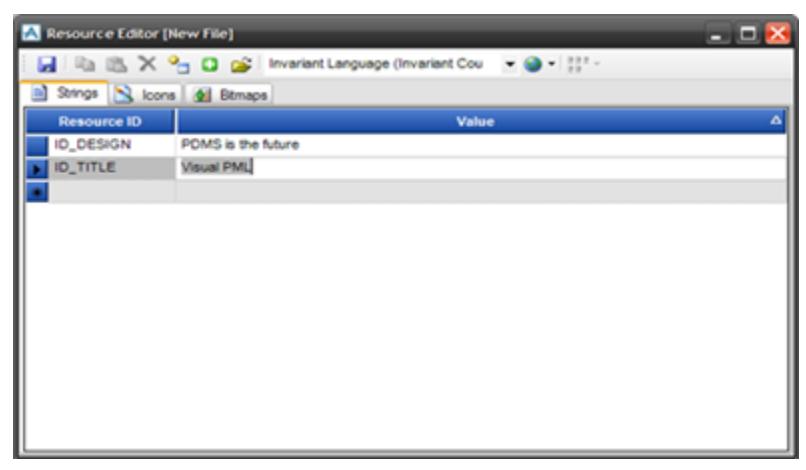 Resource Editor [New File]
Invariant Language (Invariant Cou
Strings Icons Bitmaps
Resource ID Value
ID_DESIGN PDMS is the future
ID_TITLE Visual PML